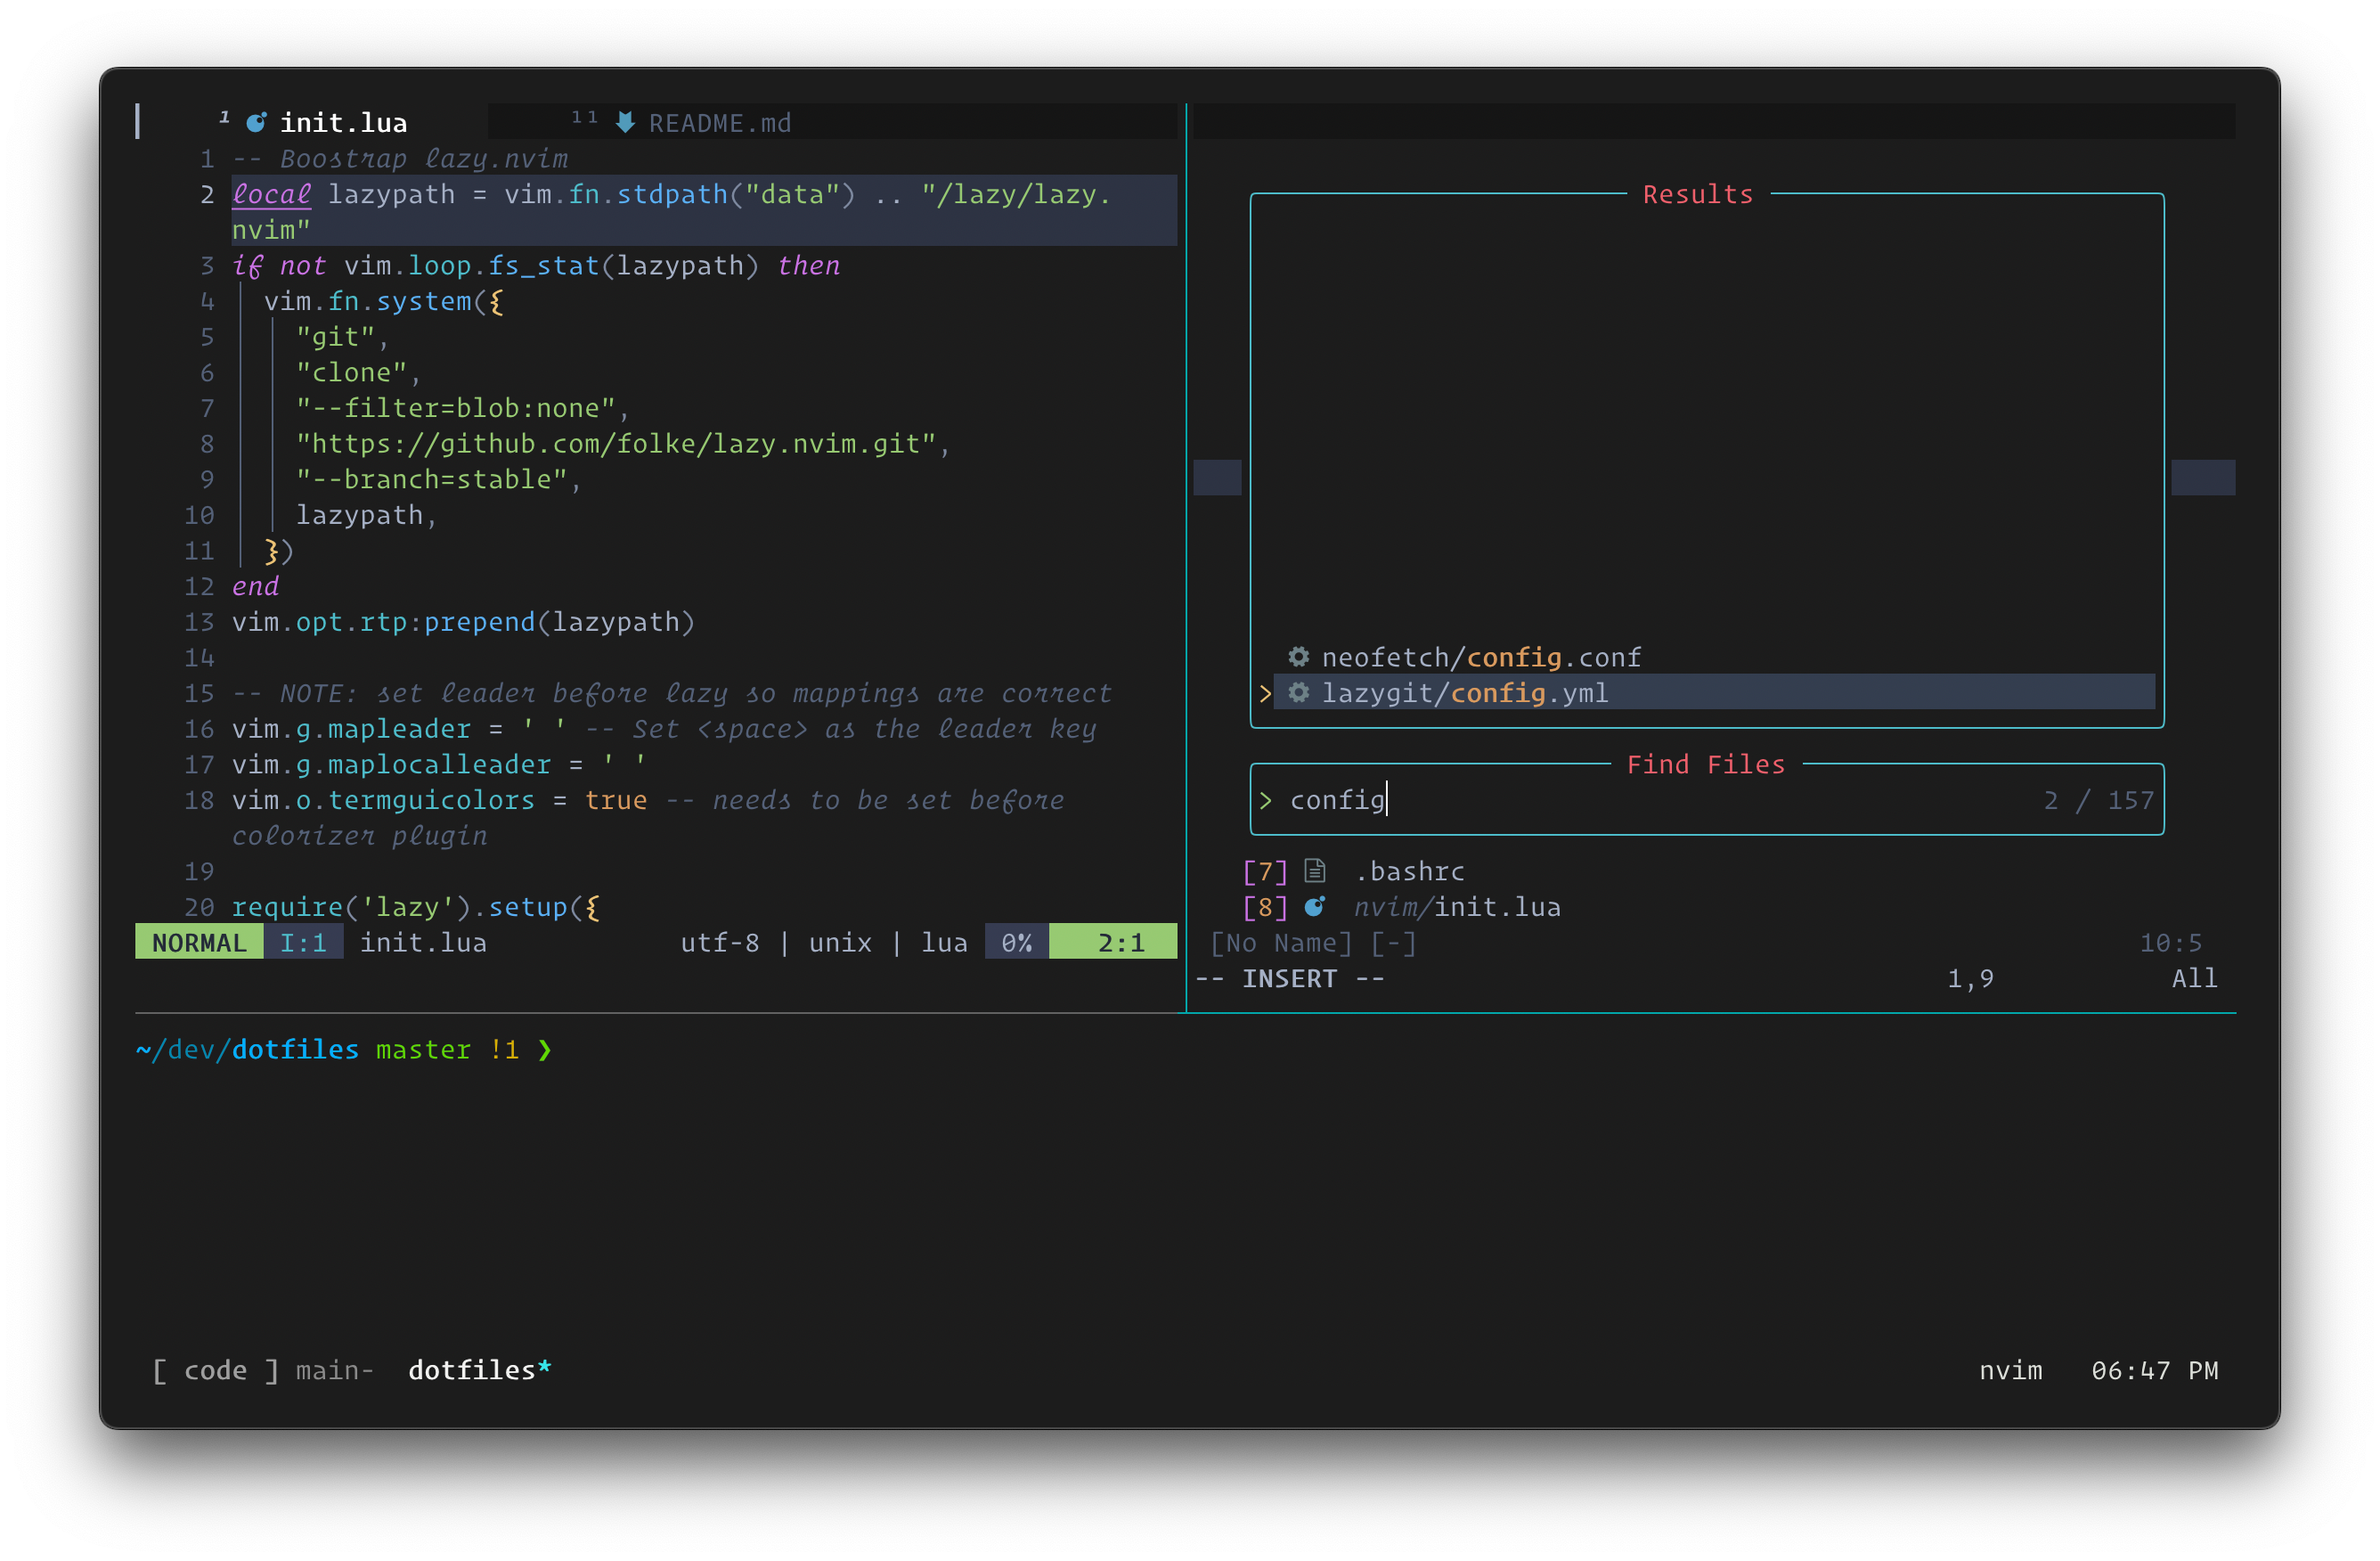 1 init.lua 11 README.md
1 -- Boostrap lazy.nvim
2 local lazypath = vim.fn.stdpath("data") .. "/lazy/lazy.
nvim"
3 if not vim.loop.fs_stat(lazypath) then
4 vim.fn.system({
5 "git",
6 "clone",
7 "--filter=blob:none",
8 "https://github.com/folke/lazy.nvim.git",
9 "--branch=stable",
10 lazypath,
11 })
12 end
13 vim.opt.rtp:prepend(lazypath)
14
15 -- NOTE: set leader before lazy so mappings are correct
16 vim.g.mapleader = ' ' -- Set <space> as the leader key
17 vim.g.maplocalleader = ' '
18 vim.o.termguicolors = true -- needs to be set before
colorizer plugin
19
20 require('lazy').setup({
NORMAL I:1 init.lua utf-8 | unix | lua 0% 2:1
Results
neofetch/config.conf
> lazygit/config.yml
Find Files
> config 2 / 157
[7] .bashrc
[8] nvim/init.lua
[No Name] [-] 10:5
-- INSERT -- 1,9 All
~/dev/dotfiles master !1 ❯
[ code ] main- dotfiles* nvim 06:47 PM